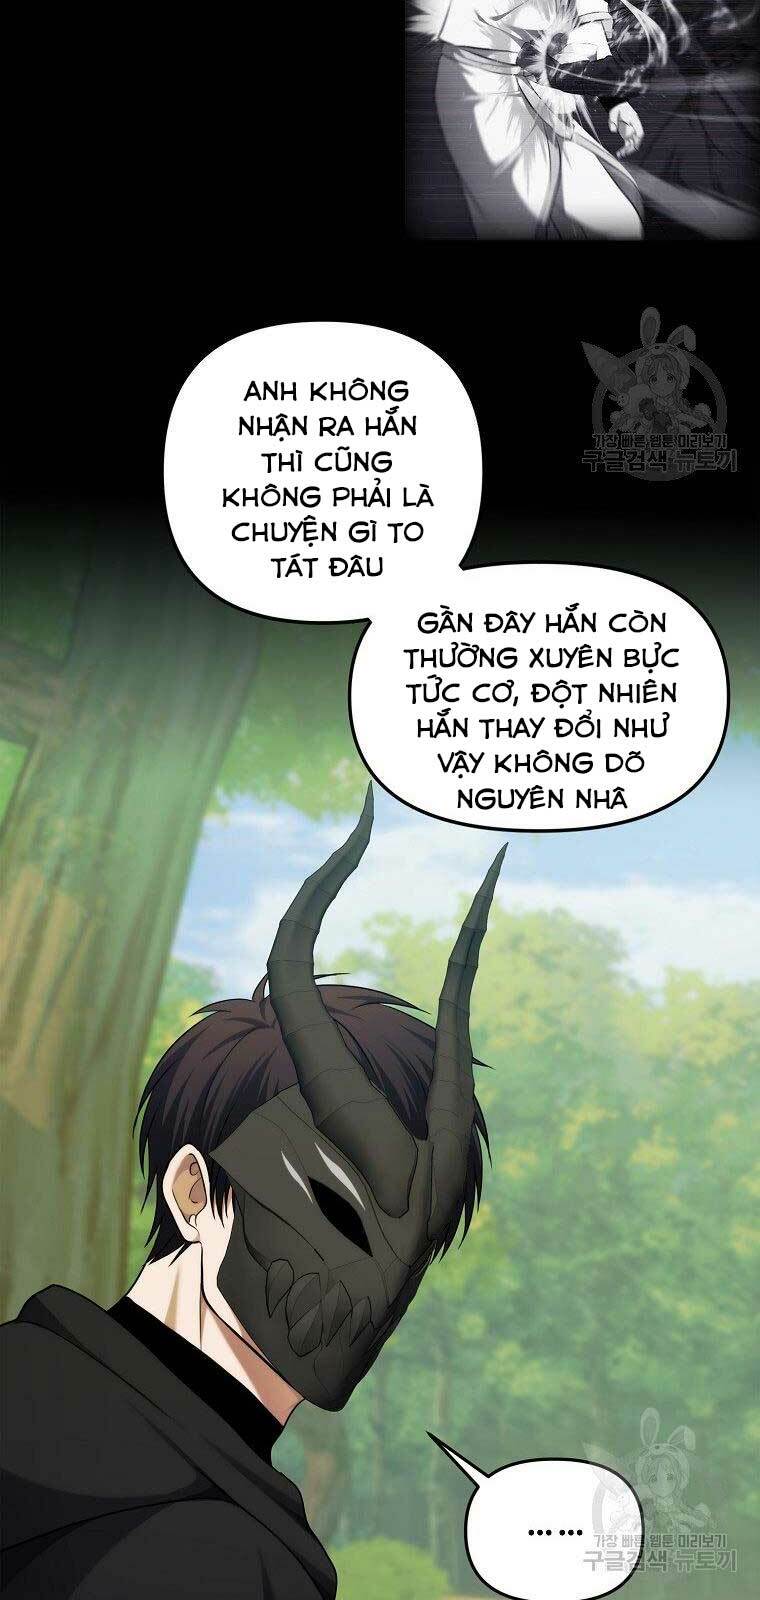 ANH KHÔNG
NHẬN RA HẮN
THÌ CŨNG
KHÔNG PHẢI LÀ
CHUYỆN GÌ TO
TÁT ĐÂU
가장 빠른 웹툰 미리보기
구글검색 뉴토끼
GẦN ĐÂY HẮN CÒN
THƯỜNG XUYÊN BỰC
TỨC CƠ, ĐỘT NHIÊN
HẮN THAY ĐỔI NHƯ
VẬY KHÔNG DÕ
NGUYÊN NHÂ
... ...
가장 빠른 웹툰 미리보기
구글검색 뉴토끼